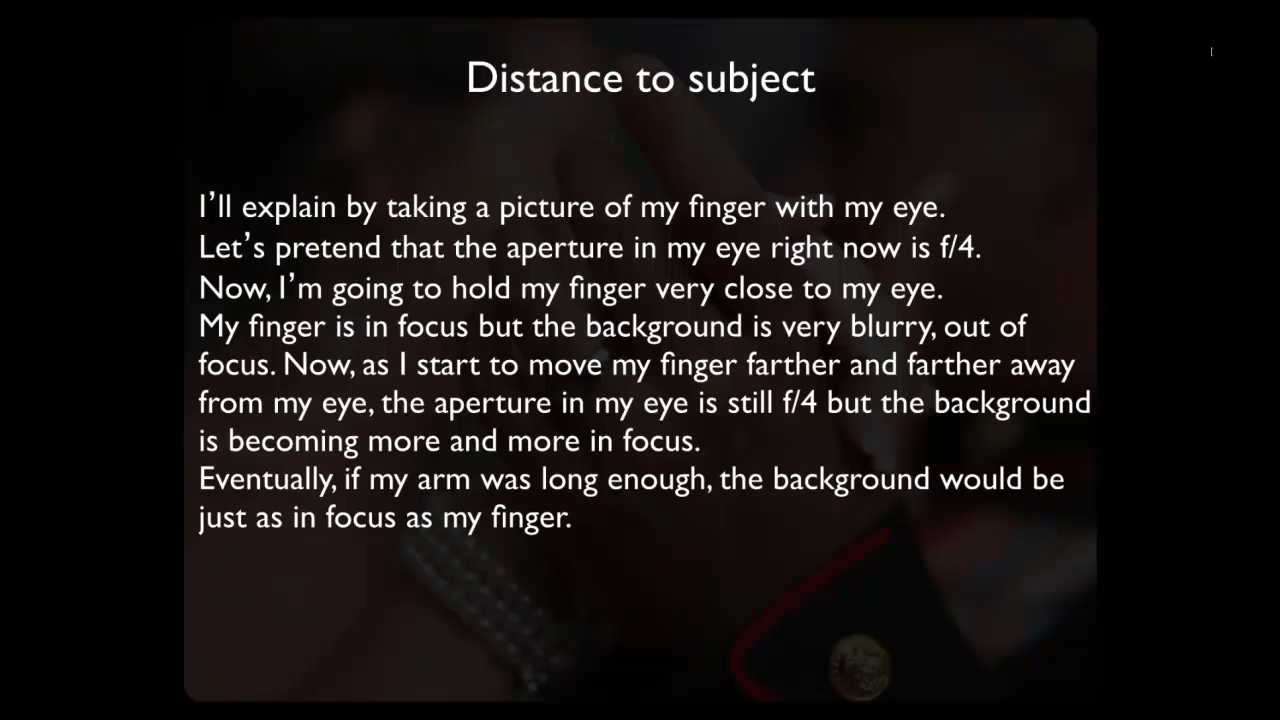 Distance to subject
I’ll explain by taking a picture of my finger with my eye.
Let’s pretend that the aperture in my eye right now is f/4.
Now, I’m going to hold my finger very close to my eye.
My finger is in focus but the background is very blurry, out of
focus. Now, as I start to move my finger farther and farther away
from my eye, the aperture in my eye is still f/4 but the background
is becoming more and more in focus.
Eventually, if my arm was long enough, the background would be
just as in focus as my finger.